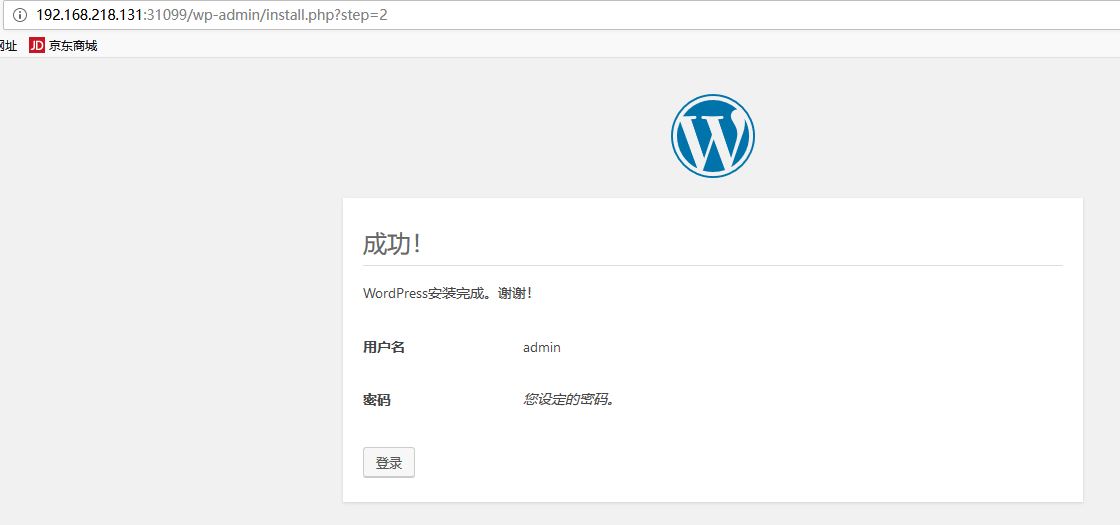 192.168.218.131:31099/wp-admin/install.php?step=2
网址 JD 京东商城
W
成功！
WordPress安装完成。谢谢！
用户名 admin
密码 您设定的密码。
登录